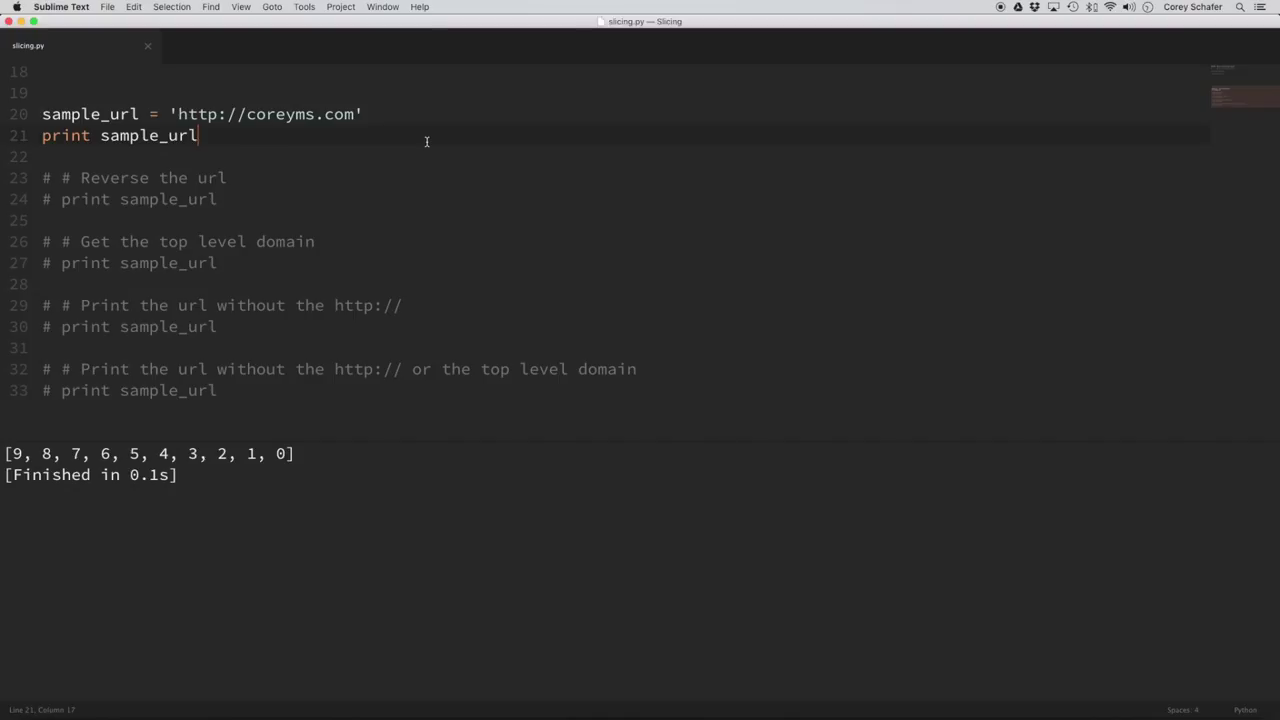 Sublime Text File Edit Selection Find View Goto Tools Project Window Help Corey Schafer
slicing.py — Slicing
slicing.py
18
19
20 sample_url = 'http://coreyms.com'
21 print sample_url
22
23 # # Reverse the url
24 # print sample_url
25
26 # # Get the top level domain
27 # print sample_url
28
29 # # Print the url without the http://
30 # print sample_url
31
32 # # Print the url without the http:// or the top level domain
33 # print sample_url
[9, 8, 7, 6, 5, 4, 3, 2, 1, 0]
[Finished in 0.1s]
Line 21, Column 17 Spaces: 4 Python